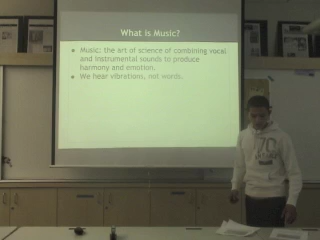 What is Music?
● Music: the art of science of combining vocal
and instrumental sounds to produce
harmony and emotion.
● We hear vibrations, not words.
70